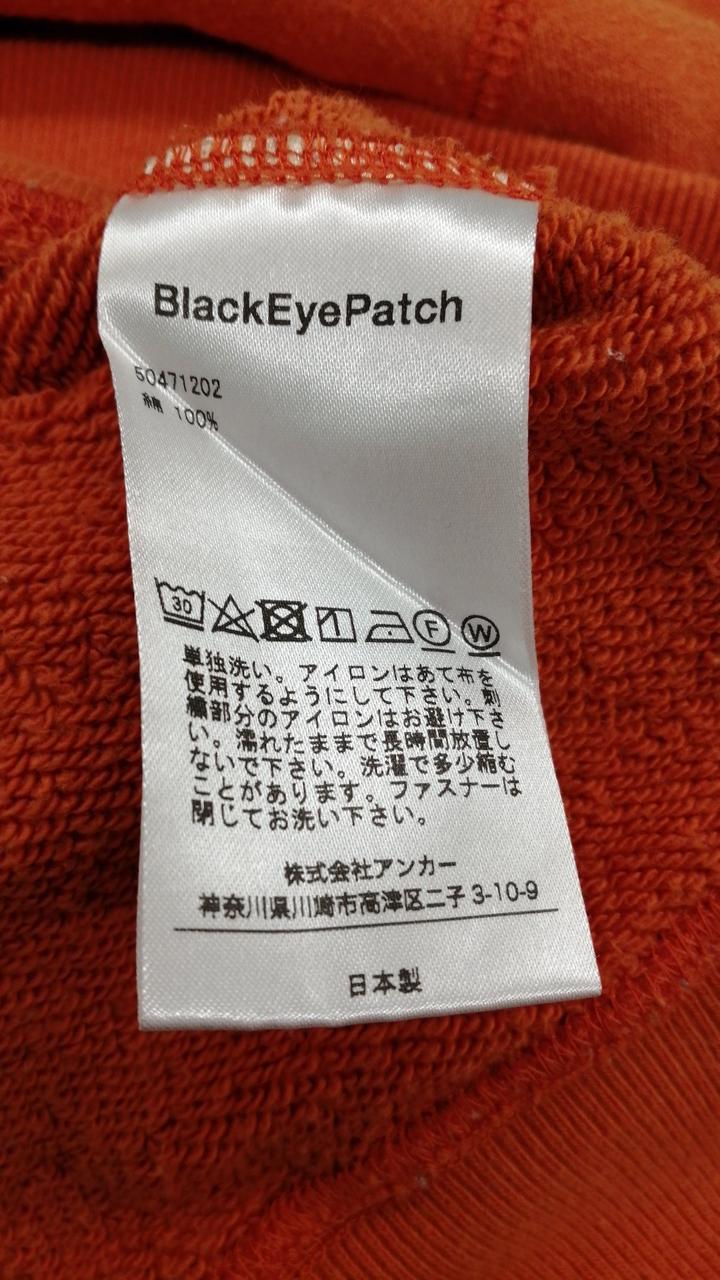 BlackEyePatch
50471202
綿 100%
30 F W
単独洗い。アイロンはあて布を
使用するようにして下さい。刺
繍部分のアイロンはお避け下さ
い。濡れたままで長時間放置し
ないで下さい。洗濯で多少縮む
ことがあります。ファスナーは
閉じてお洗い下さい。
株式会社アンカー
神奈川県川崎市高津区二子 3-10-9
日本製